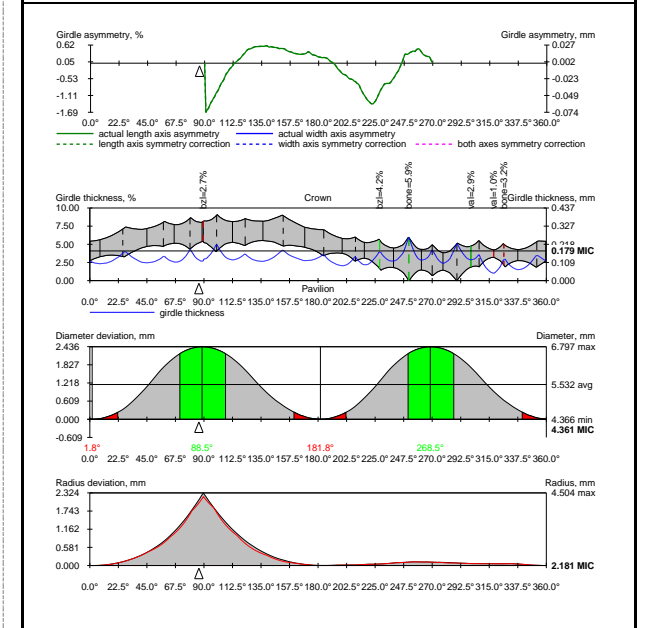 Girdle asymmetry, % Girdle asymmetry, mm
0.62 0.027
0.05 0.002
-0.53 -0.023
-1.11 -0.049
-1.69 -0.074
0.0° 22.5° 45.0° 67.5° 90.0° 112.5° 135.0° 157.5° 180.0° 202.5° 225.0° 247.5° 270.0° 292.5° 315.0° 337.5° 360.0°
actual length axis asymmetry actual width axis asymmetry
length axis symmetry correction width axis symmetry correction both axes symmetry correction
bzl=2.7% bzl=4.2% bone=5.9% val=2.9% val=1.0% bone=3.2%
Girdle thickness, % Crown Girdle thickness, mm
10.00 0.437
7.50 0.327
5.00 0.218
0.179 MIC
2.50 0.109
0.00 0.000
Pavilion
0.0° 22.5° 45.0° 67.5° 90.0° 112.5° 135.0° 157.5° 180.0° 202.5° 225.0° 247.5° 270.0° 292.5° 315.0° 337.5° 360.0°
girdle thickness
Diameter deviation, mm Diameter, mm
2.436 6.797 max
1.827
1.218 5.532 avg
0.609
0.000 4.366 min
4.361 MIC
-0.609
1.8° 88.5° 181.8° 268.5°
0.0° 22.5° 45.0° 67.5° 90.0° 112.5° 135.0° 157.5° 180.0° 202.5° 225.0° 247.5° 270.0° 292.5° 315.0° 337.5° 360.0°
Radius deviation, mm Radius, mm
2.324 4.504 max
1.743
1.162
0.581
0.000 2.181 MIC
0.0° 22.5° 45.0° 67.5° 90.0° 112.5° 135.0° 157.5° 180.0° 202.5° 225.0° 247.5° 270.0° 292.5° 315.0° 337.5° 360.0°